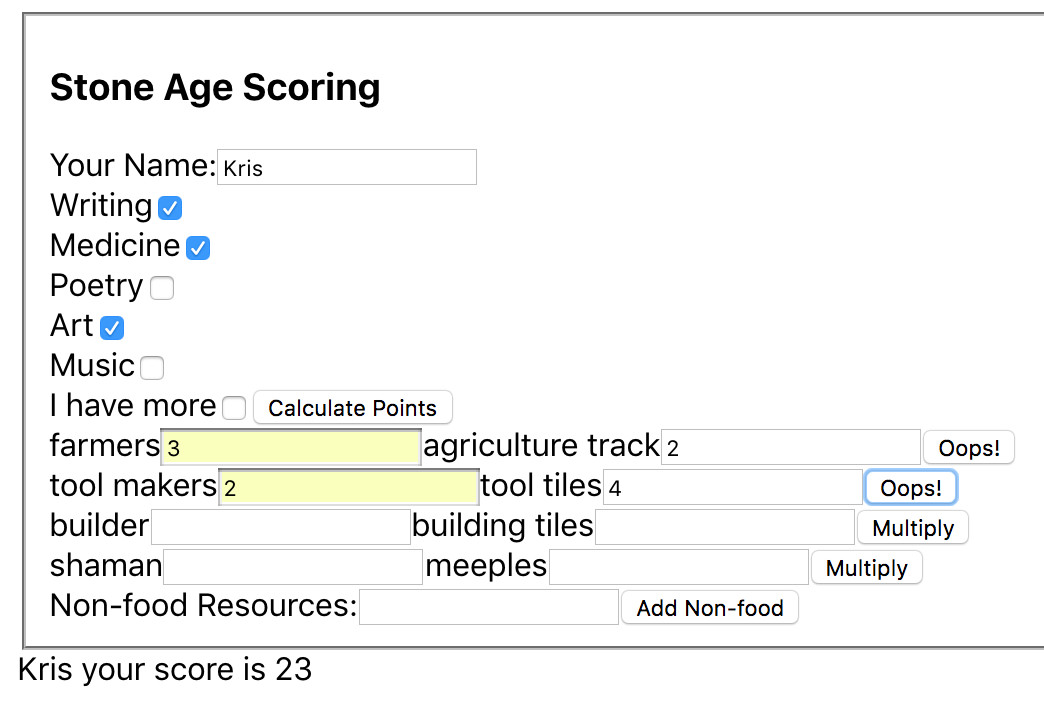 Stone Age Scoring
Your Name: Kris
Writing
Medicine
Poetry
Art
Music
I have more Calculate Points
farmers 3 agriculture track 2 Oops!
tool makers 2 tool tiles 4 Oops!
builder building tiles Multiply
shaman meeples Multiply
Non-food Resources: Add Non-food
Kris your score is 23